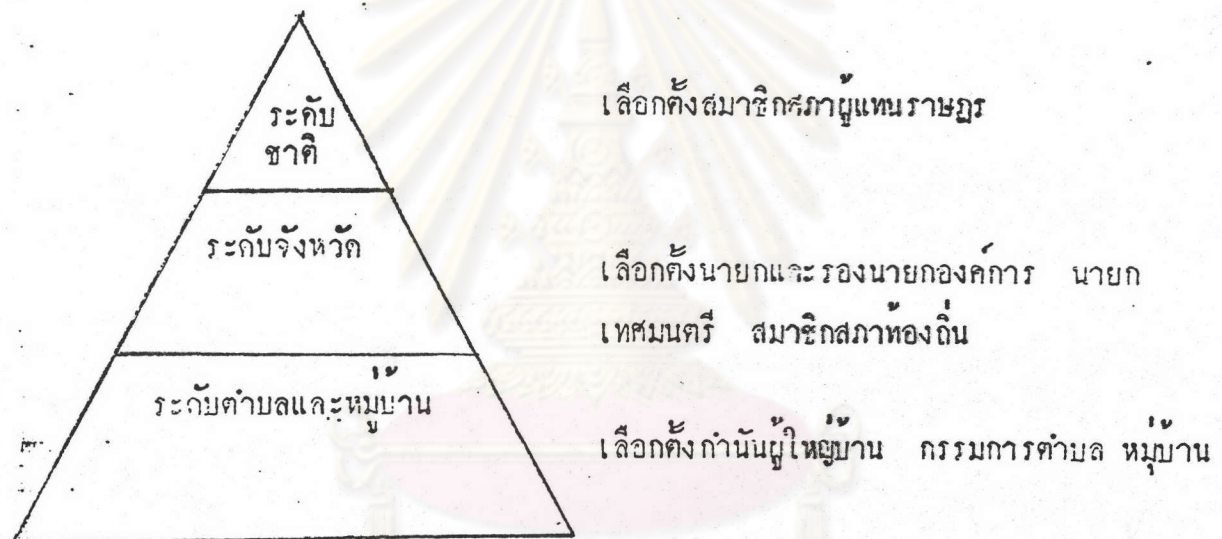 ระดับ
ชาติ
เลือกตั้งสมาชิกสภาผู้แทนราษฎร
ระดับจังหวัด
เลือกตั้งนายกและรองนายกองค์การ นายก
เทศมนตรี สมาชิกสภาท้องถิ่น
ระดับตำบลและหมู่บ้าน
เลือกตั้งกำนันผู้ใหญ่บ้าน กรรมการตำบล หมู่บ้าน